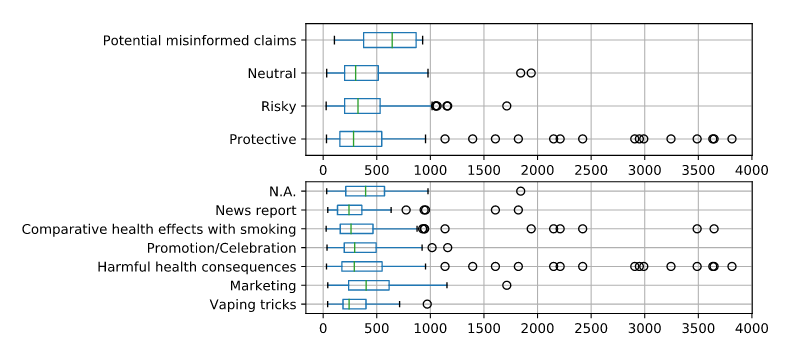 Potential misinformed claims
Neutral
Risky
Protective
0 500 1000 1500 2000 2500 3000 3500 4000
N.A.
News report
Comparative health effects with smoking
Promotion/Celebration
Harmful health consequences
Marketing
Vaping tricks
0 500 1000 1500 2000 2500 3000 3500 4000